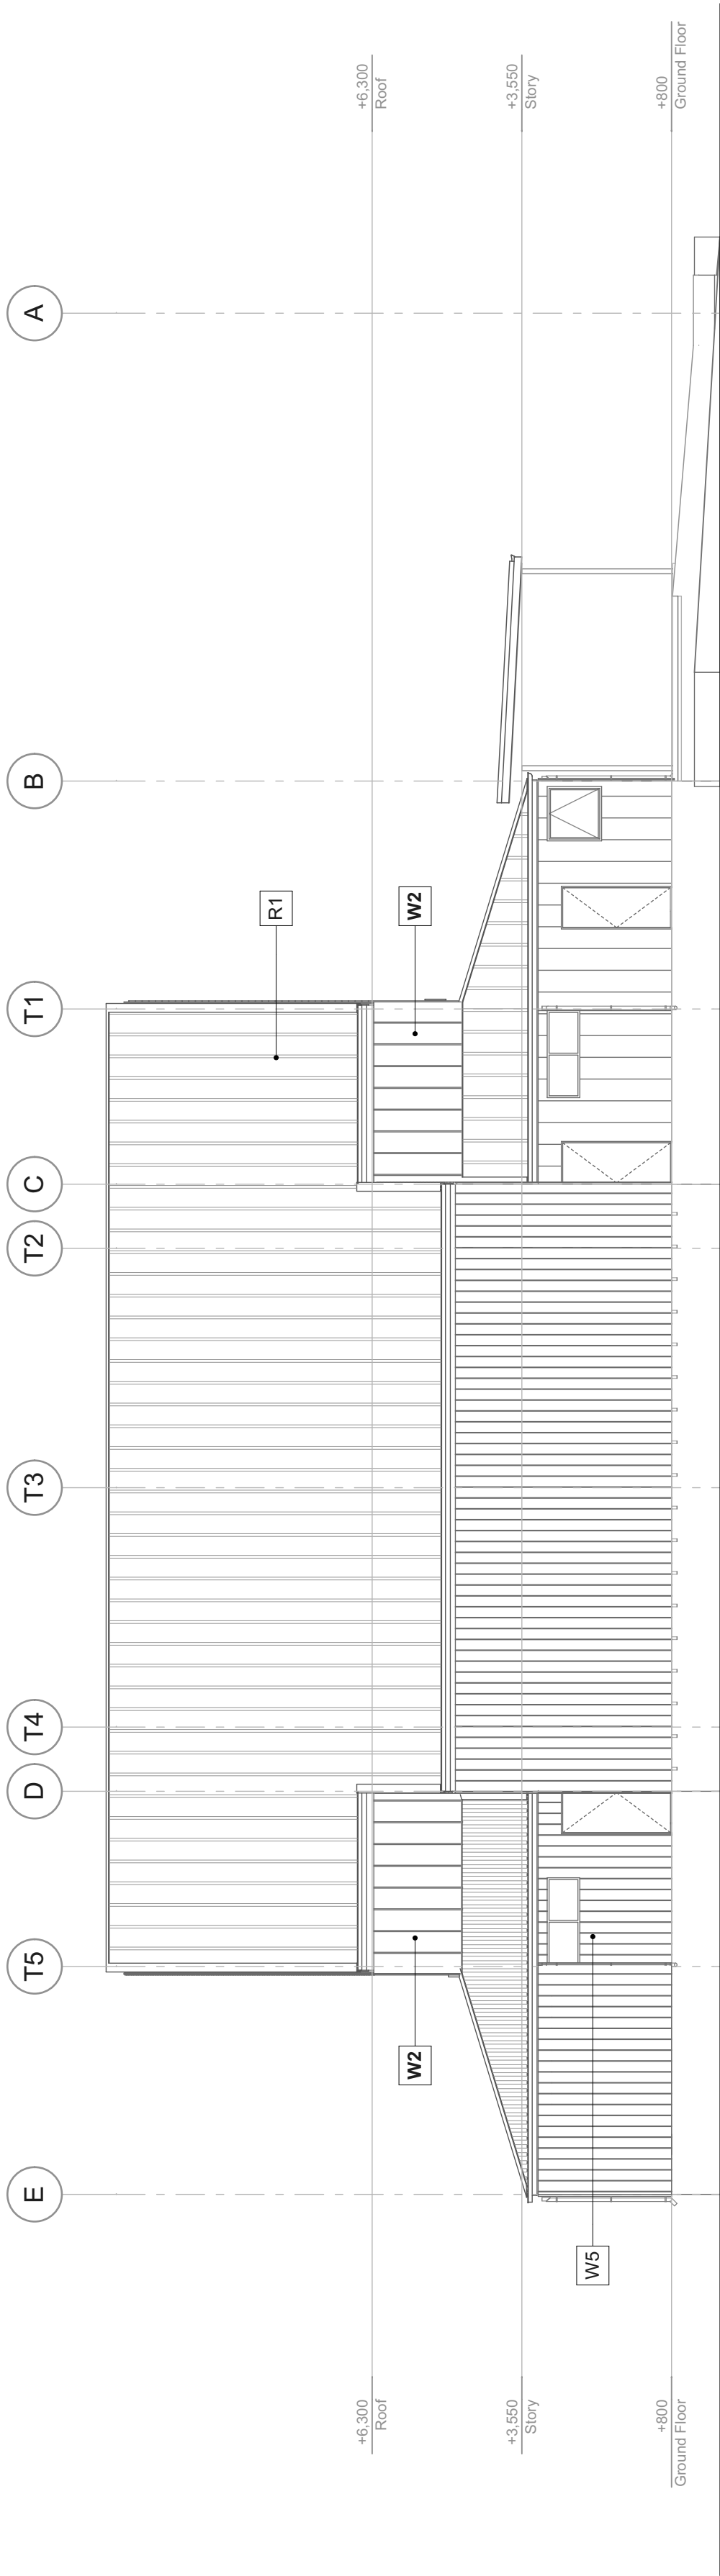 E
T5
D
T4
T3
T2
C
T1
B
A
R1
+6,300
Roof
+6,300
Roof
W2
W2
+3,550
Story
+3,550
Story
W5
+800
Ground Floor
+800
Ground Floor